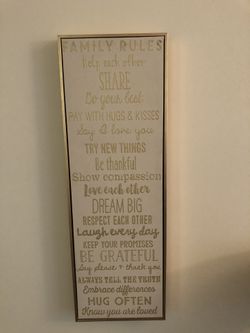 FAMILY RULES
Help each other
SHARE
Do your best
PAY WITH HUGS & KISSES
Say I love you
TRY NEW THINGS
Be thankful
Show compassion
Love each other
DREAM BIG
RESPECT EACH OTHER
Laugh every day
KEEP YOUR PROMISES
BE GRATEFUL
Say please & thank you
ALWAYS TELL THE TRUTH
Embrace differences
HUG OFTEN
Know you are loved